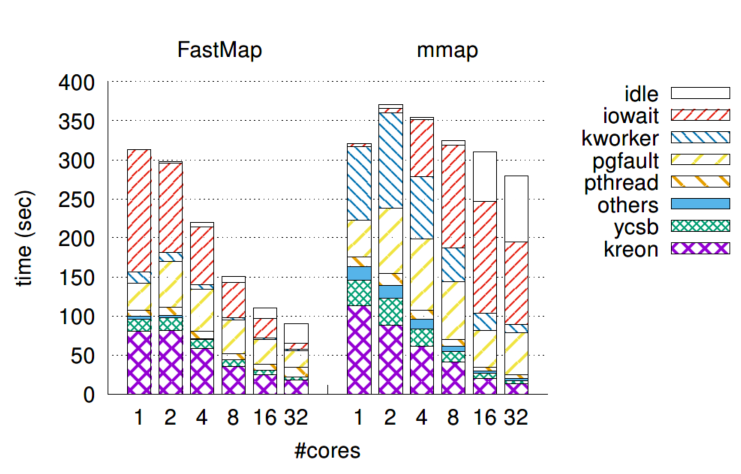 FastMap mmap
400
350
300
250
200
150
100
50
0
time (sec)
1 2 4 8 16 32 1 2 4 8 16 32
#cores
idle
iowait
kworker
pgfault
pthread
others
ycsb
kreon